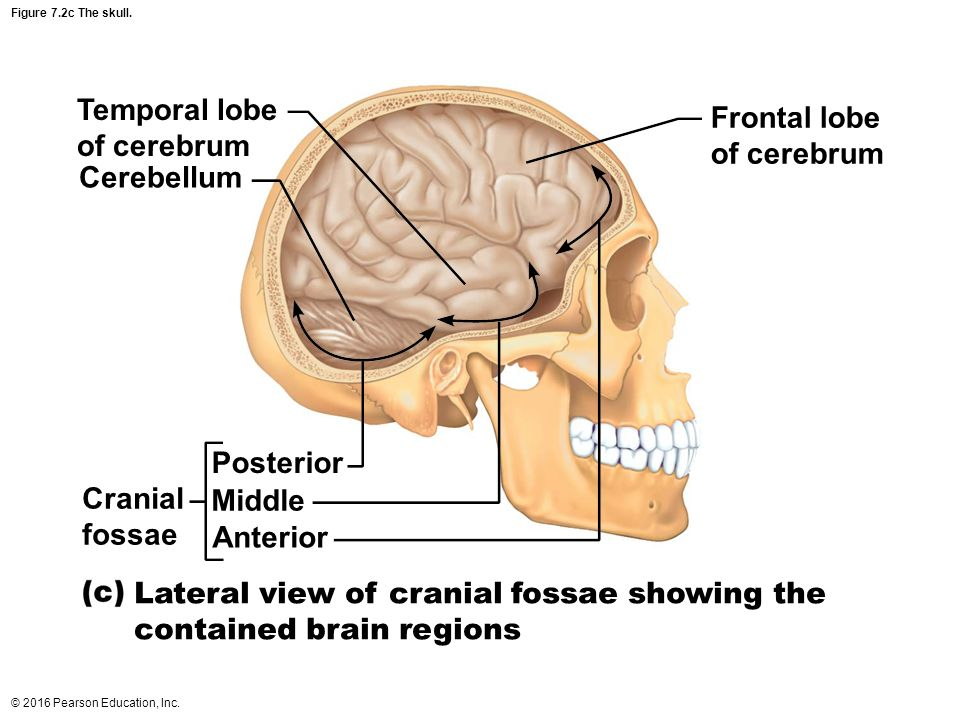 Figure 7.2c The skull.
Temporal lobe
of cerebrum
Cerebellum
Frontal lobe
of cerebrum
Cranial
fossae
Posterior
Middle
Anterior
(c) Lateral view of cranial fossae showing the
contained brain regions
© 2016 Pearson Education, Inc.